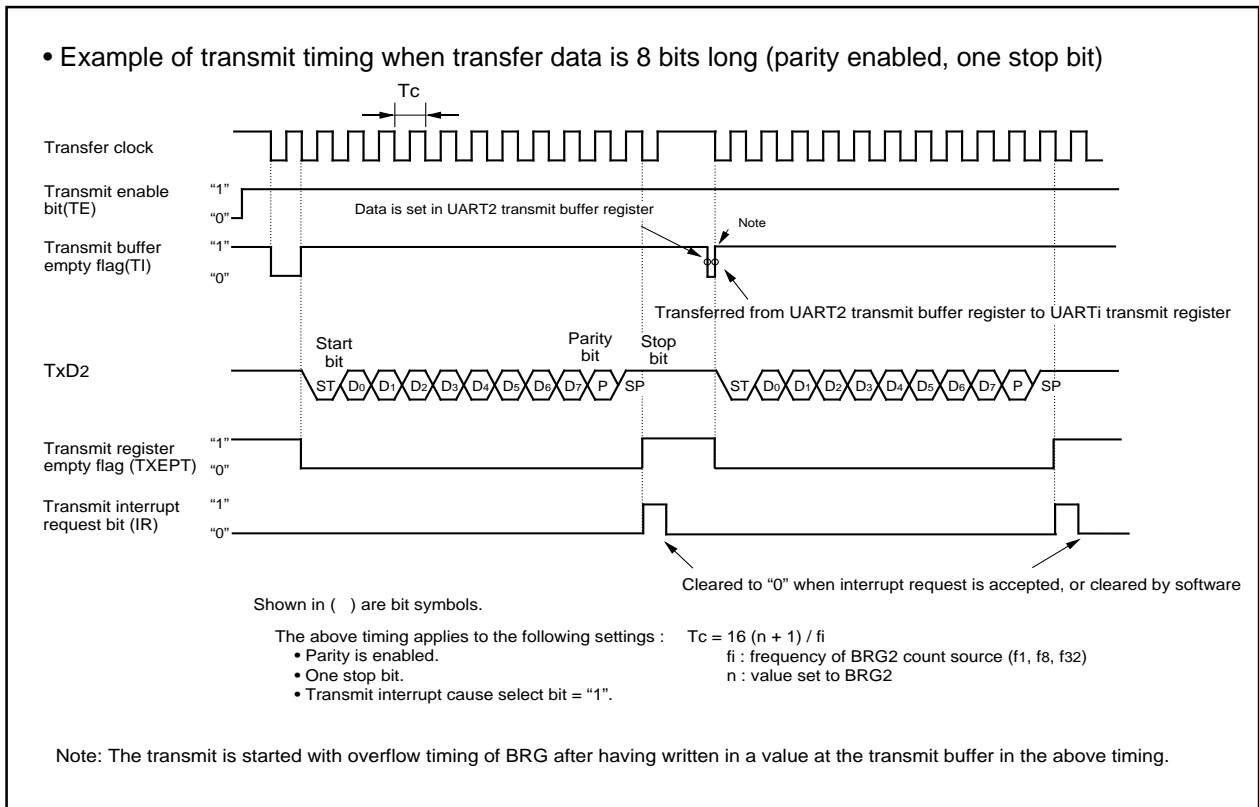 • Example of transmit timing when transfer data is 8 bits long (parity enabled, one stop bit)
Tc
Transfer clock
Transmit enable
bit(TE)
“1”
“0”
Data is set in UART2 transmit buffer register
Note
Transmit buffer
empty flag(TI)
“1”
“0”
Transferred from UART2 transmit buffer register to UARTi transmit register
Start
bit
Parity
bit
Stop
bit
TxD2
ST D0 D1 D2 D3 D4 D5 D6 D7 P SP
ST D0 D1 D2 D3 D4 D5 D6 D7 P SP
Transmit register
empty flag (TXEPT)
“1”
“0”
Transmit interrupt
request bit (IR)
“1”
“0”
Cleared to “0” when interrupt request is accepted, or cleared by software
Shown in ( ) are bit symbols.
The above timing applies to the following settings :
• Parity is enabled.
• One stop bit.
• Transmit interrupt cause select bit = “1”.
Tc = 16 (n + 1) / fi
fi : frequency of BRG2 count source (f1, f8, f32)
n : value set to BRG2
Note: The transmit is started with overflow timing of BRG after having written in a value at the transmit buffer in the above timing.